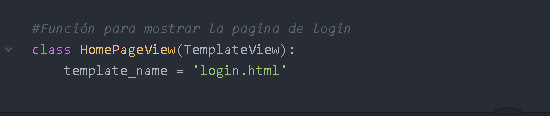 #Función para mostrar la pagina de login
class HomePageView(TemplateView):
    template_name = 'login.html'